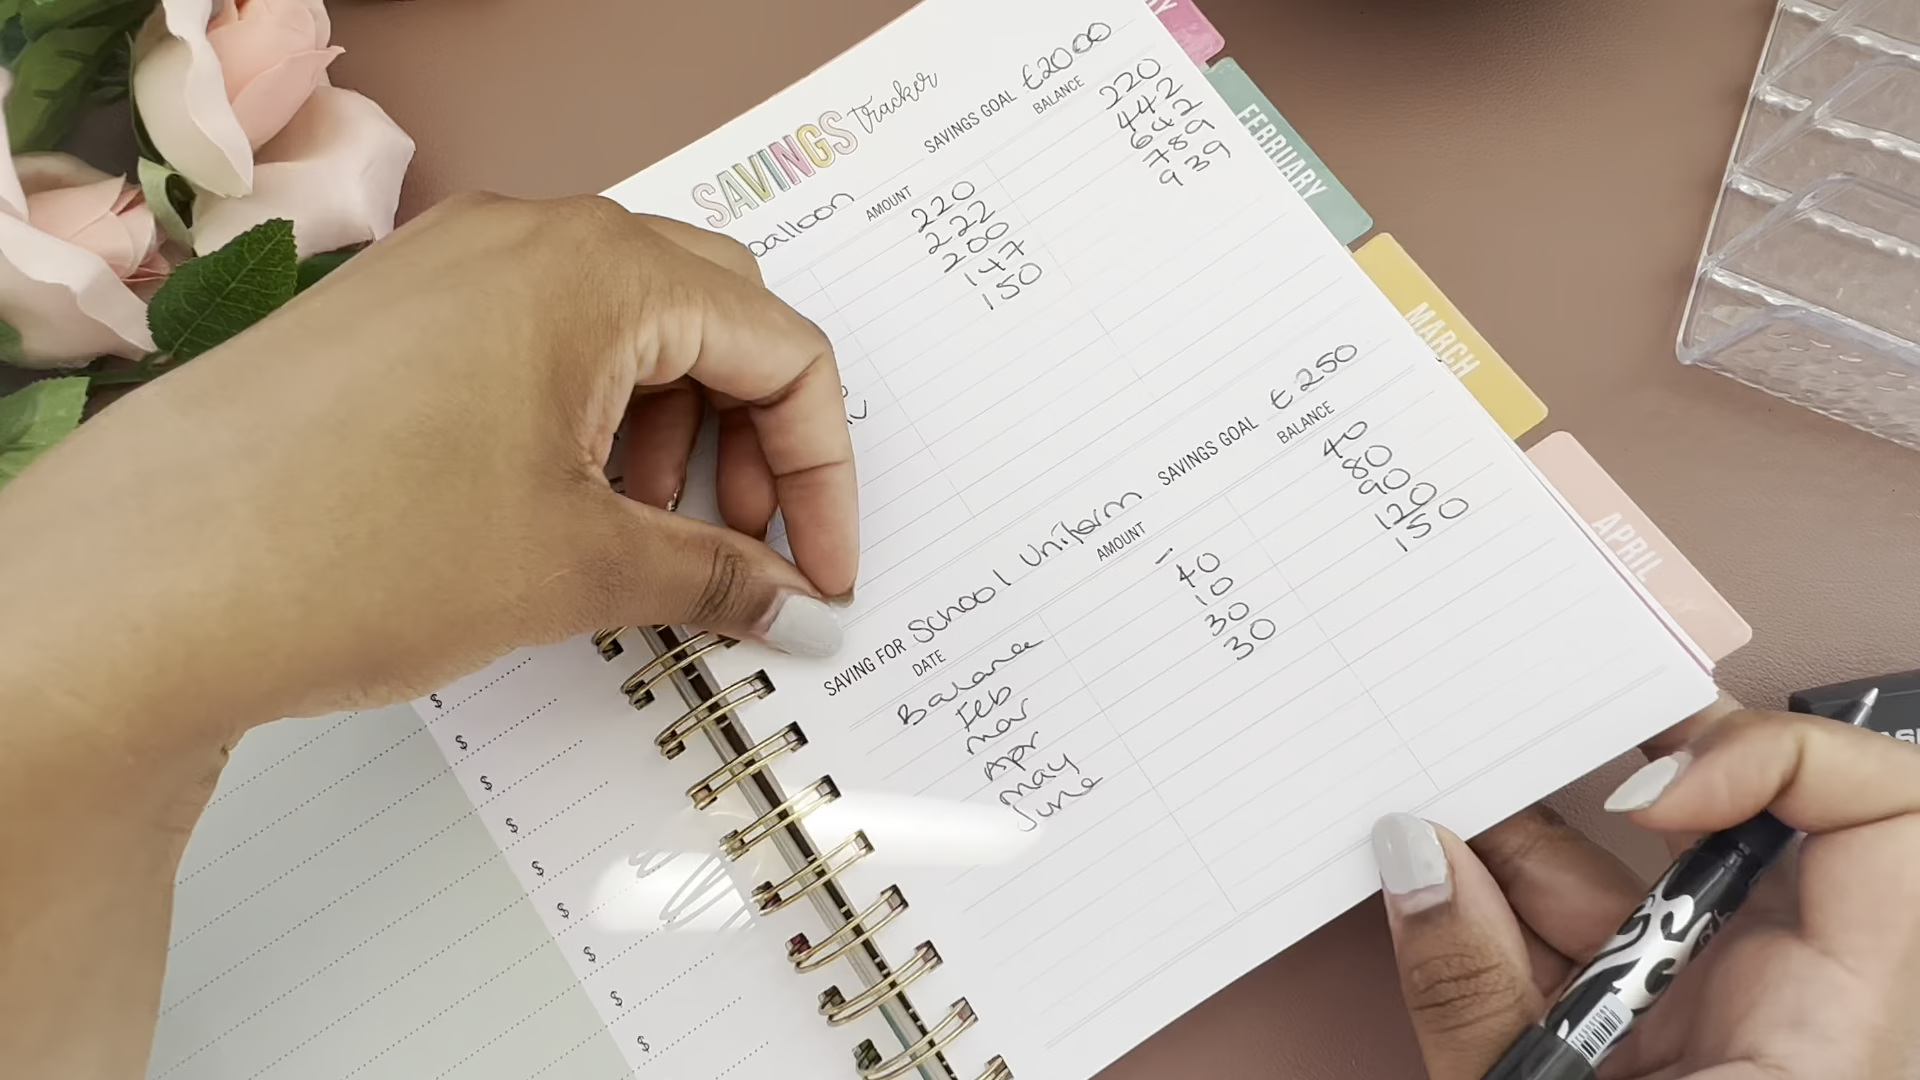 SAVINGS tracker
balloon SAVINGS GOAL €2000
AMOUNT BALANCE
220 220
222 442
200 642
147 789
150 939
SAVING FOR School Uniform SAVINGS GOAL €250
DATE AMOUNT BALANCE
Balance - 40
Feb 40 80
Mar 10 90
Apr 30 120
May 30 150
June
FEBRUARY
MARCH
APRIL
$
$
$
$
$
$
$
$
$